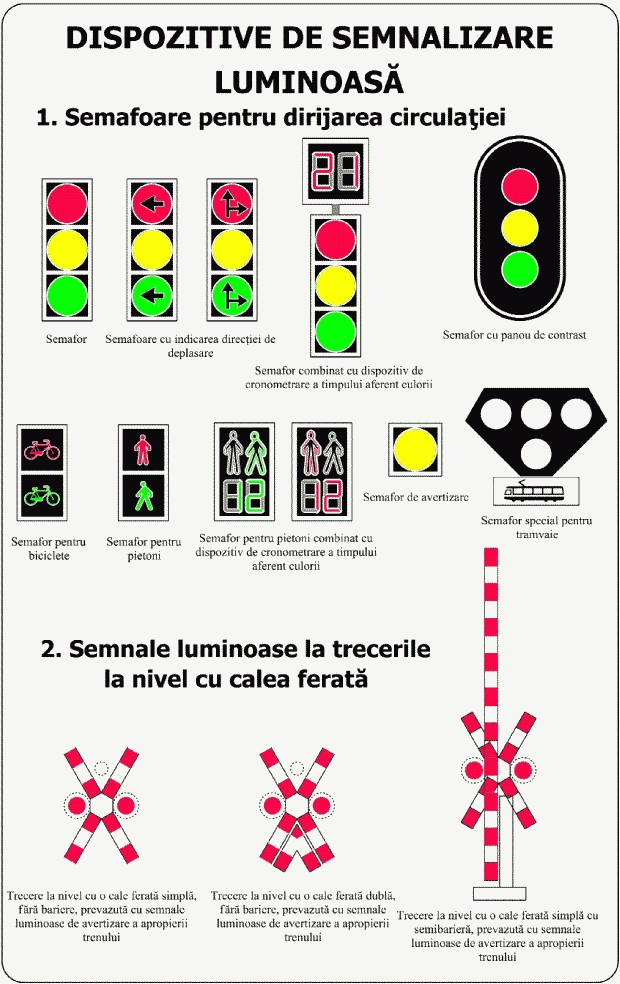 DISPOZITIVE DE SEMNALIZARE
LUMINOASĂ
1. Semafoare pentru dirijarea circulaţiei
21
Semafor
Semafoare cu indicarea direcţiei de
deplasare
Semafor combinat cu dispozitiv de
cronometrare a timpului aferent culorii
Semafor cu panou de contrast
12
12
Semafor pentru
biciclete
Semafor pentru
pietoni
Semafor pentru pietoni combinat cu
dispozitiv de cronometrare a timpului
aferent culorii
Semafor de avertizare
Semafor special pentru
tramvaie
2. Semnale luminoase la trecerile
la nivel cu calea ferată
Trecere la nivel cu o cale ferată simplă,
fără bariere, prevazută cu semnale
luminoase de avertizare a apropierii
trenului
Trecere la nivel cu o cale ferată dublă,
fără bariere, prevazută cu semnale
luminoase de avertizare a apropierii
trenului
Trecere la nivel cu o cale ferată simplă cu
semibarieră, prevazută cu semnale
luminoase de avertizare a apropierii
trenului